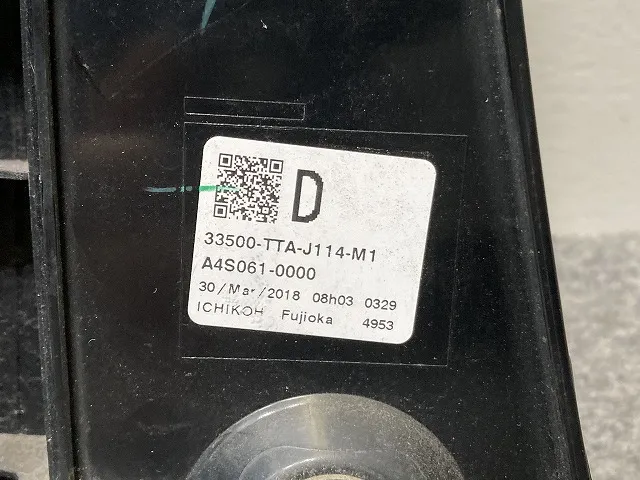 D
33500-TTA-J114-M1
A4S061-0000
30/Mar/2018 08h03 0329
ICHIKOH Fujioka 4953